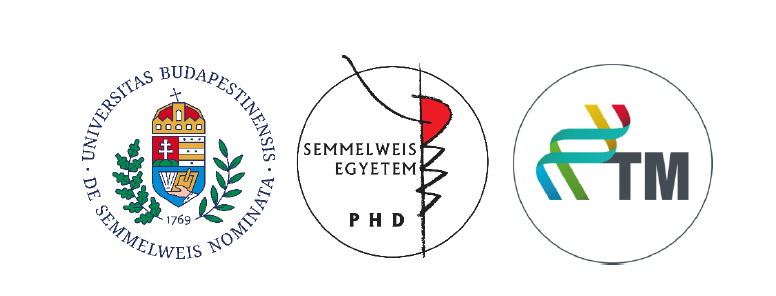 · UNIVERSITAS BUDAPESTINENSIS ·
DE SEMMELWEIS NOMINATA
1769
SEMMELWEIS
EGYETEM
PHD
TM